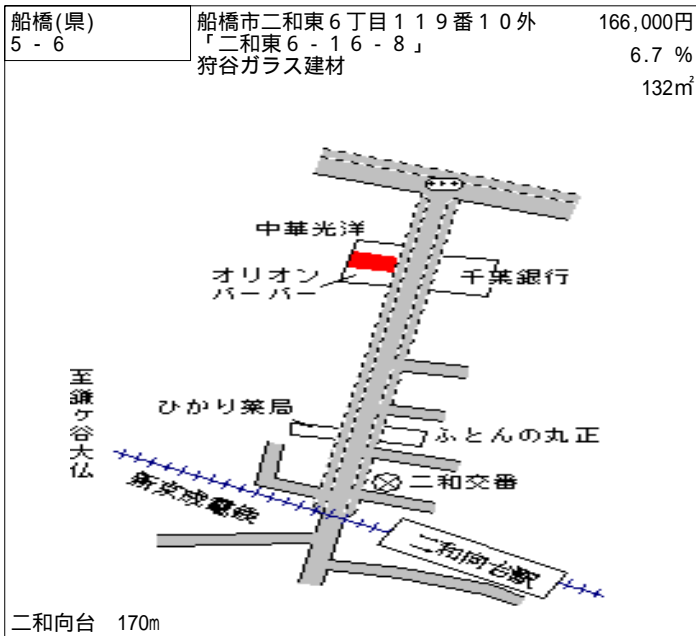 船橋(県)
5 - 6
船橋市二和東６丁目１１９番１０外
「二和東６－１６－８」
狩谷ガラス建材
166,000円
6.7 %
132㎡
中華光洋
オリオン
バーバー
千葉銀行
至鎌ヶ谷大仏
ひかり薬局
ふとんの丸正
二和交番
新京成電線
二和向台駅
二和向台 170m